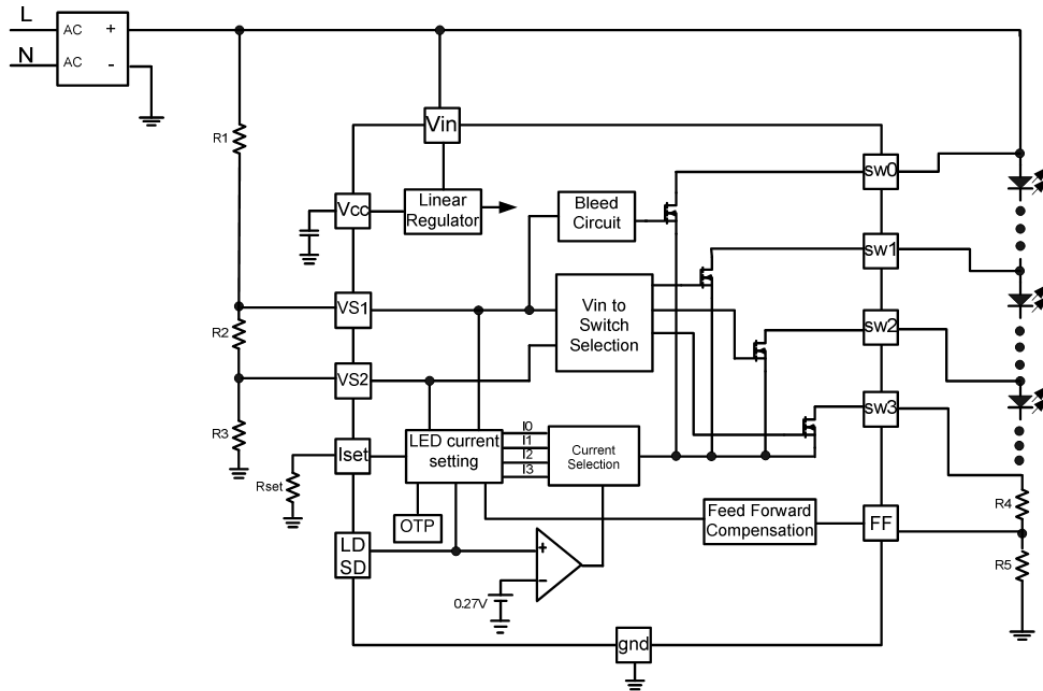 L
N
AC
AC
+
-
R1
R2
R3
Vin
Vcc
Linear
Regulator
Bleed
Circuit
sw0
sw1
sw2
sw3
VS1
VS2
Vin to
Switch
Selection
Iset
Rset
LED current
setting
I0
I1
I2
I3
Current
Selection
OTP
LD
SD
+
-
0.27V
Feed Forward
Compensation
FF
R4
R5
gnd